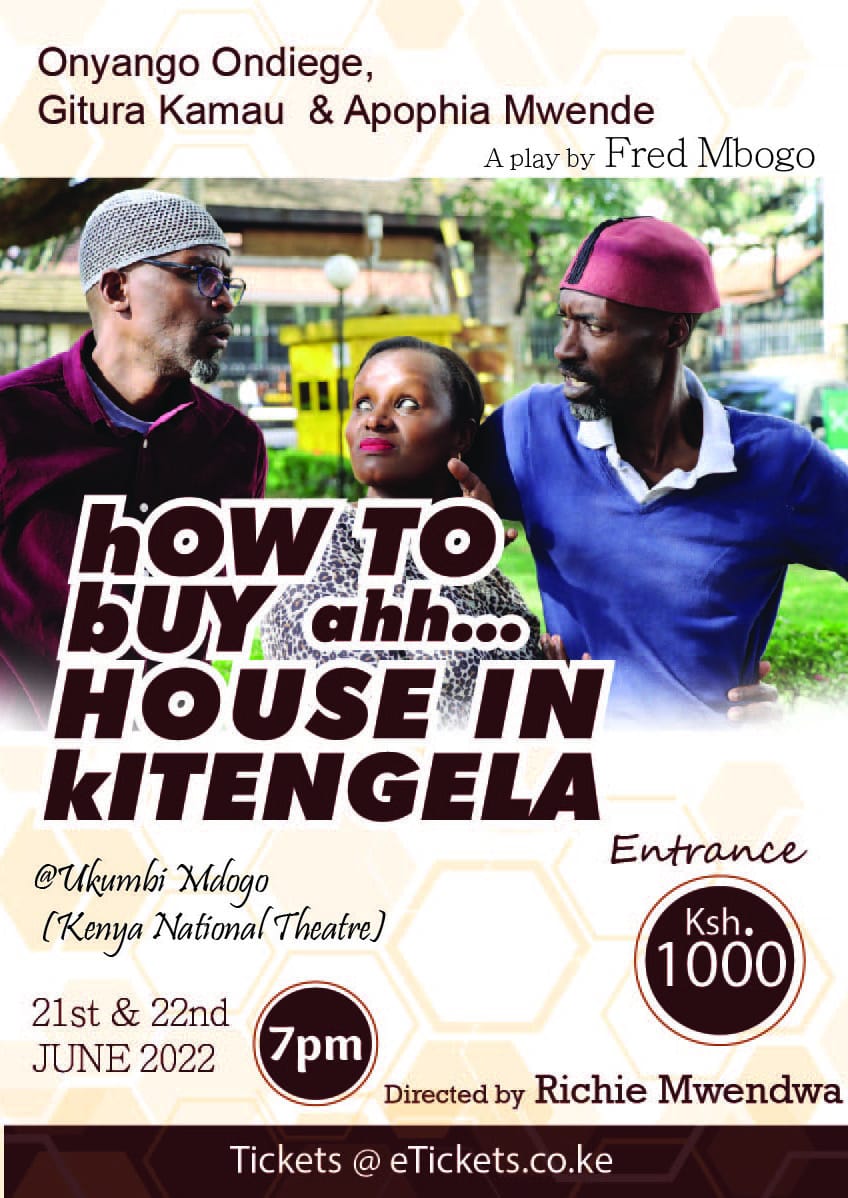 Onyango Ondiege,
Gitura Kamau & Apophia Mwende
A play by Fred Mbogo
hOW TO
bUY ahh...
HOUSE IN
kITENGELA
@Ukumbi Mdogo
(Kenya National Theatre)
Entrance
Ksh.
1000
21st & 22nd
JUNE 2022
7pm
Directed by Richie Mwendwa
Tickets @ eTickets.co.ke